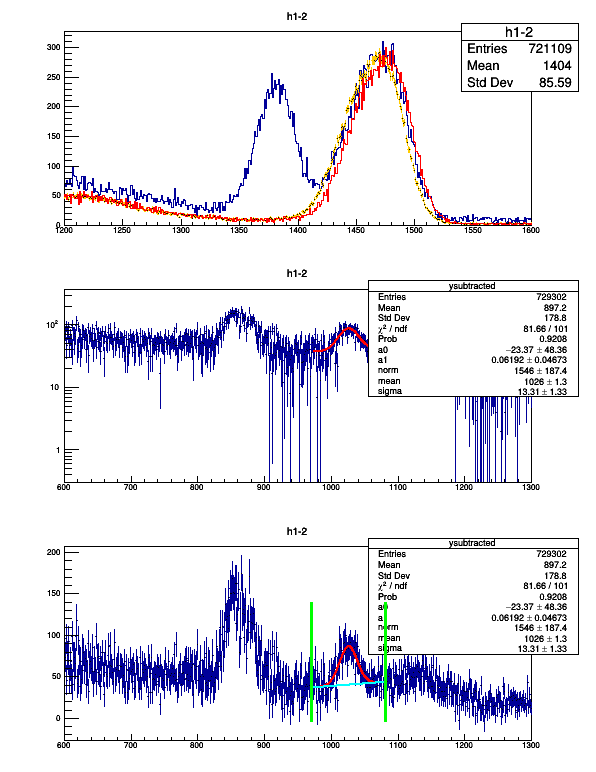 h1-2
h1-2
Entries 721109
Mean 1404
Std Dev 85.59
300
250
200
150
100
50
0
1200 1250 1300 1350 1400 1450 1500 1550 1600
h1-2
ysubtracted
Entries 729302
Mean 897.2
Std Dev 178.8
χ² / ndf 81.66 / 101
Prob 0.9208
a0 −23.37 ± 48.36
a1 0.06192 ± 0.04673
norm 1546 ± 187.4
mean 1026 ± 1.3
sigma 13.31 ± 1.33
10²
10
1
600 700 800 900 1000 1100 1200 1300
h1-2
ysubtracted
Entries 729302
Mean 897.2
Std Dev 178.8
χ² / ndf 81.66 / 101
Prob 0.9208
a0 −23.37 ± 48.36
a 0.06192 ± 0.04673
norm 1546 ± 187.4
mean 1026 ± 1.3
sigma 13.31 ± 1.33
200
150
100
50
0
600 700 800 900 1000 1100 1200 1300